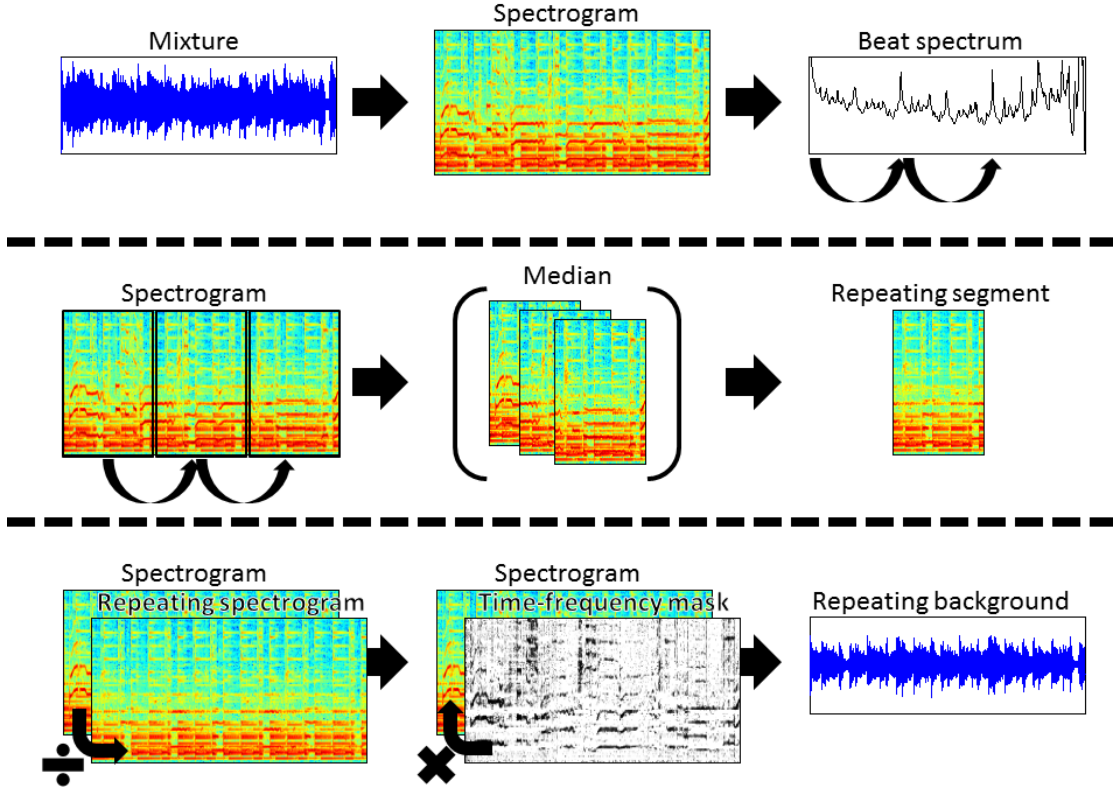 Mixture
Spectrogram
Beat spectrum
Spectrogram
Median
Repeating segment
Spectrogram
Repeating spectrogram
Spectrogram
Time-frequency mask
Repeating background